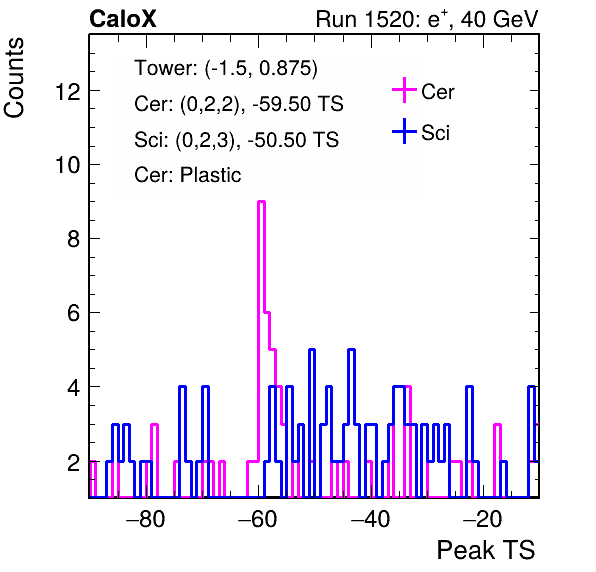 CaloX Run 1520: e⁺, 40 GeV
Counts
Tower: (-1.5, 0.875)
Cer: (0,2,2), -59.50 TS
Sci: (0,2,3), -50.50 TS
Cer: Plastic
Cer
Sci
12
10
8
6
4
2
−80 −60 −40 −20
Peak TS